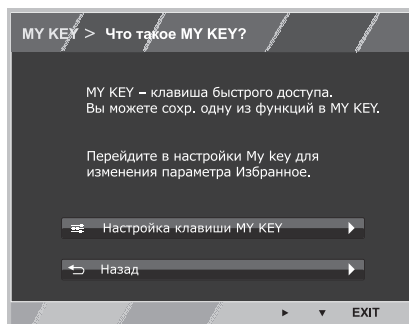 MY KEY > Что такое MY KEY?
MY KEY – клавиша быстрого доступа.
Вы можете сохр. одну из функций в MY KEY.
Перейдите в настройки My key для
изменения параметра Избранное.
Настройка клавиши MY KEY
Назад
EXIT